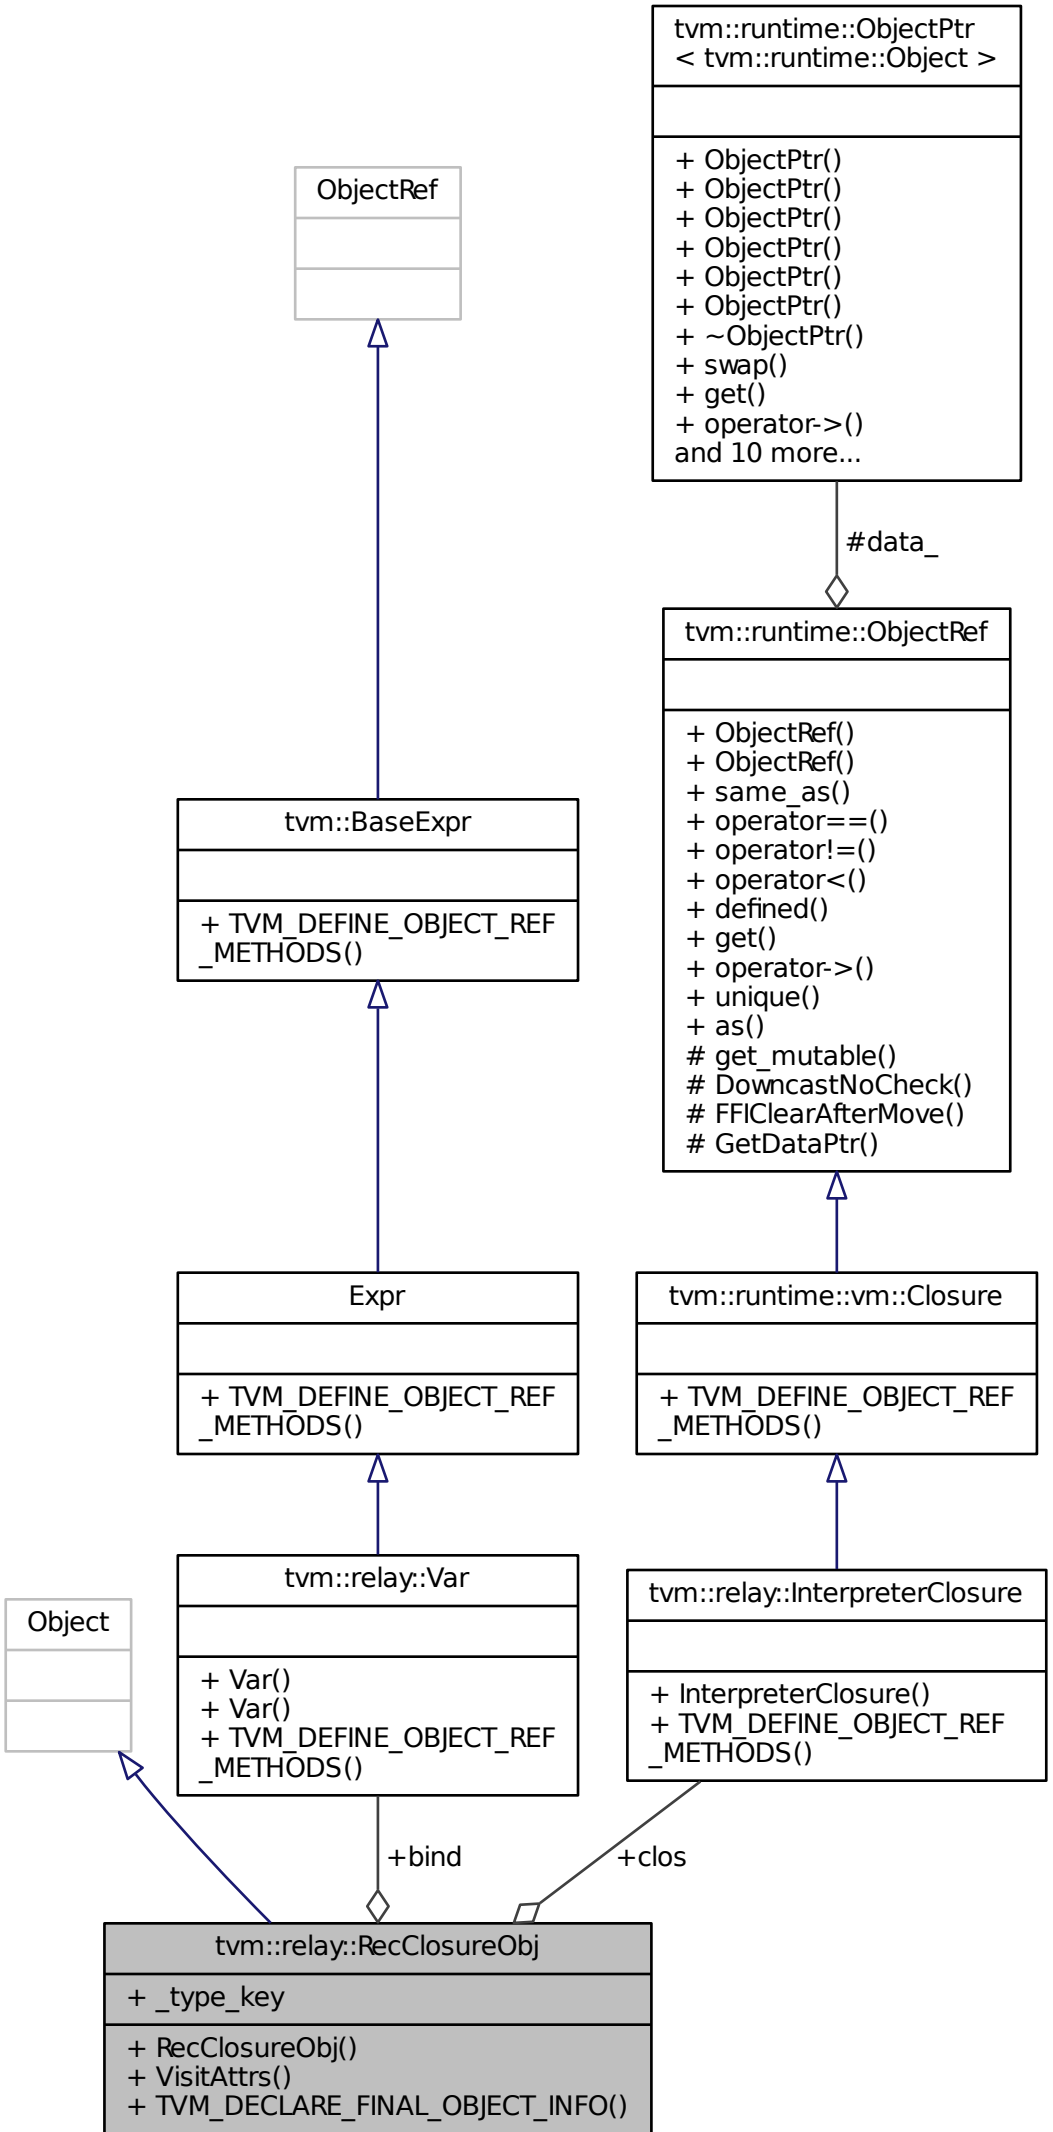 tvm::runtime::ObjectPtr
< tvm::runtime::Object >
+ ObjectPtr()
+ ObjectPtr()
+ ObjectPtr()
+ ObjectPtr()
+ ObjectPtr()
+ ObjectPtr()
+ ~ObjectPtr()
+ swap()
+ get()
+ operator->()
and 10 more...
ObjectRef
#data_
tvm::runtime::ObjectRef
+ ObjectRef()
+ ObjectRef()
+ same_as()
+ operator==()
+ operator!=()
+ operator<()
+ defined()
+ get()
+ operator->()
+ unique()
+ as()
# get_mutable()
# DowncastNoCheck()
# FFIClearAfterMove()
# GetDataPtr()
tvm::BaseExpr
+ TVM_DEFINE_OBJECT_REF
_METHODS()
Expr
+ TVM_DEFINE_OBJECT_REF
_METHODS()
tvm::runtime::vm::Closure
+ TVM_DEFINE_OBJECT_REF
_METHODS()
tvm::relay::Var
+ Var()
+ Var()
+ TVM_DEFINE_OBJECT_REF
_METHODS()
tvm::relay::InterpreterClosure
+ InterpreterClosure()
+ TVM_DEFINE_OBJECT_REF
_METHODS()
Object
+bind
+clos
tvm::relay::RecClosureObj
+ _type_key
+ RecClosureObj()
+ VisitAttrs()
+ TVM_DECLARE_FINAL_OBJECT_INFO()